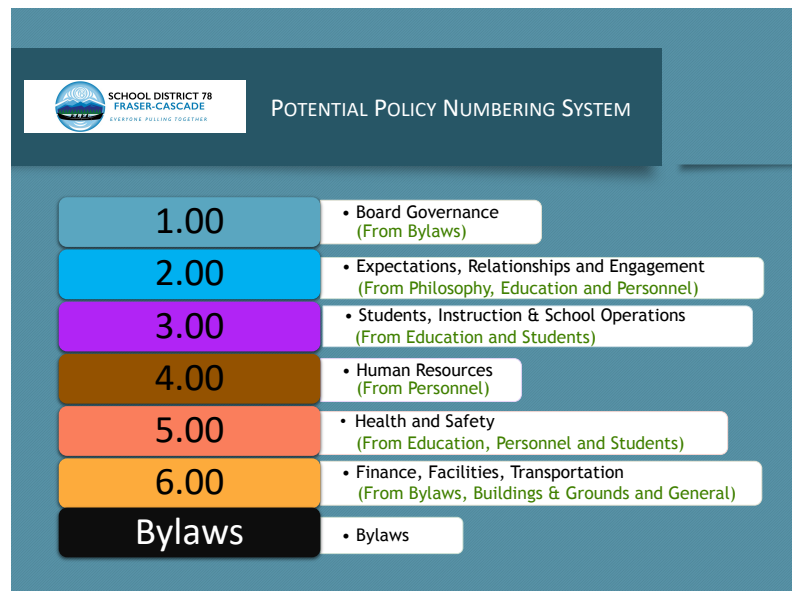 SCHOOL DISTRICT 78
FRASER-CASCADE
EVERYONE PULLING TOGETHER
POTENTIAL POLICY NUMBERING SYSTEM
1.00
• Board Governance
(From Bylaws)
2.00
• Expectations, Relationships and Engagement
(From Philosophy, Education and Personnel)
3.00
• Students, Instruction & School Operations
(From Education and Students)
4.00
• Human Resources
(From Personnel)
5.00
• Health and Safety
(From Education, Personnel and Students)
6.00
• Finance, Facilities, Transportation
(From Bylaws, Buildings & Grounds and General)
Bylaws
• Bylaws